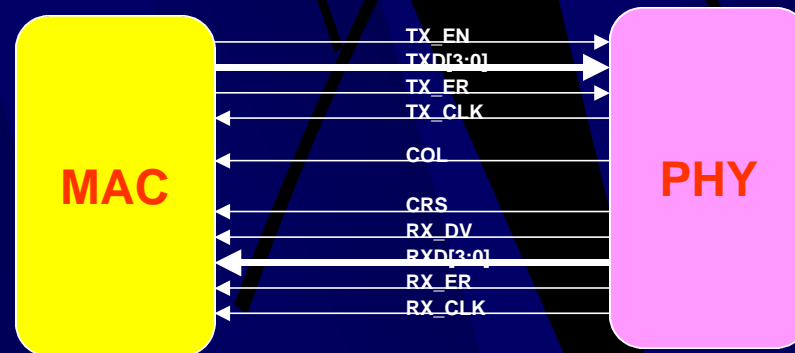 MAC
TX_EN
TXD[3:0]
TX_ER
TX_CLK
COL
CRS
RX_DV
RXD[3:0]
RX_ER
RX_CLK
PHY